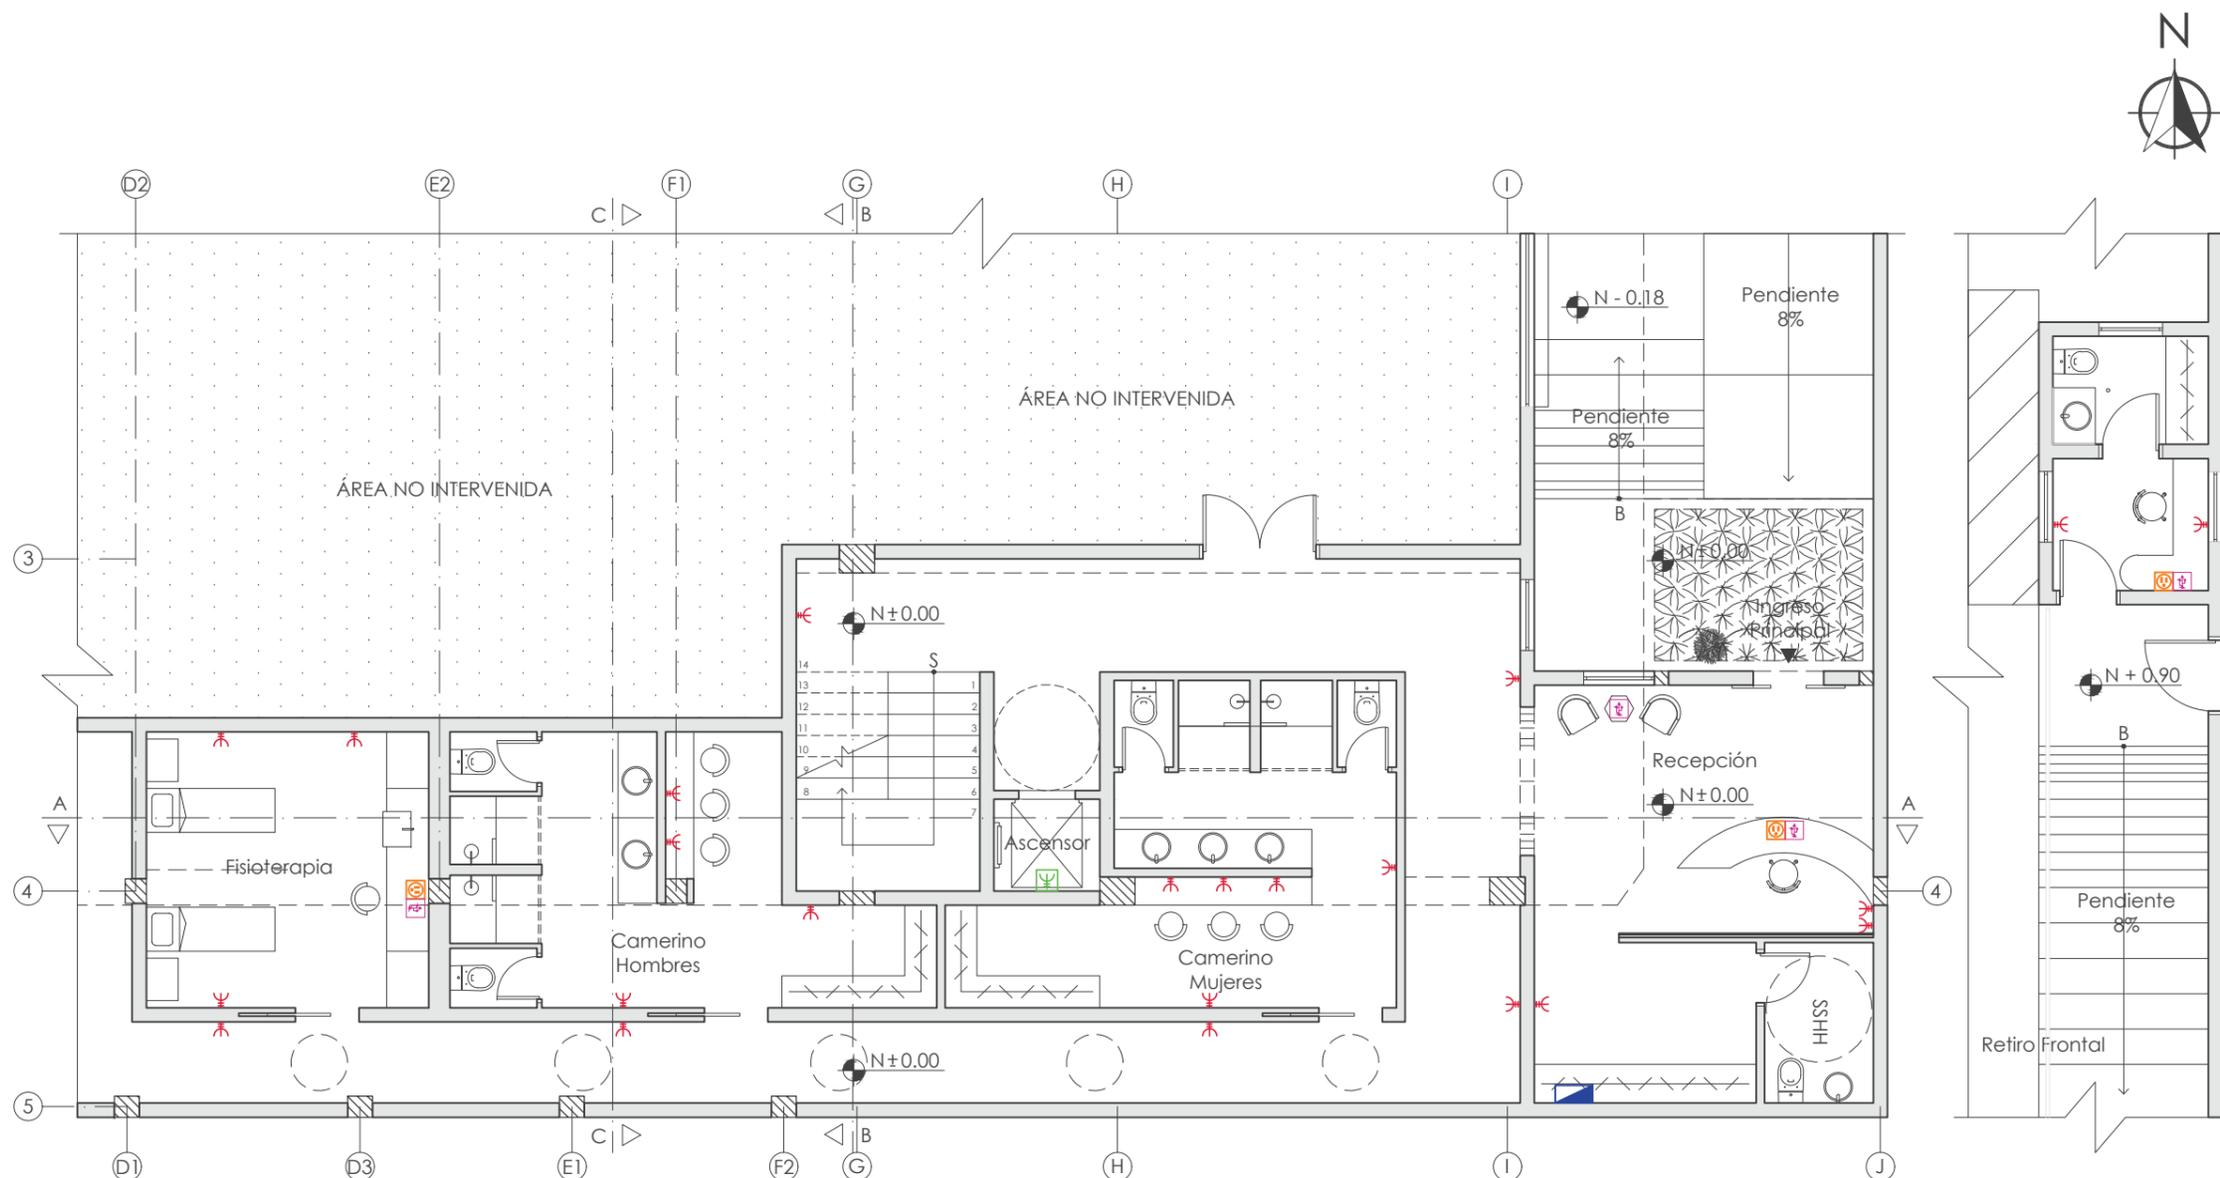 N
D2
E2
F1
G
H
I
C
B
N - 0.18
Pendiente
8%
ÁREA NO INTERVENIDA
Pendiente
8%
ÁREA NO INTERVENIDA
B
3
N±0.00
Ingreso
Principal
N±0.00
S
14
13
12
11
10
9
8
1
2
3
4
5
6
7
N + 0.90
B
Recepción
N±0.00
A
A
Ascensor
Fisioterapia
4
4
Pendiente
8%
Camerino
Hombres
Camerino
Mujeres
SSHH
Retiro Frontal
N±0.00
5
C
B
D1
D3
E1
F2
G
H
I
J